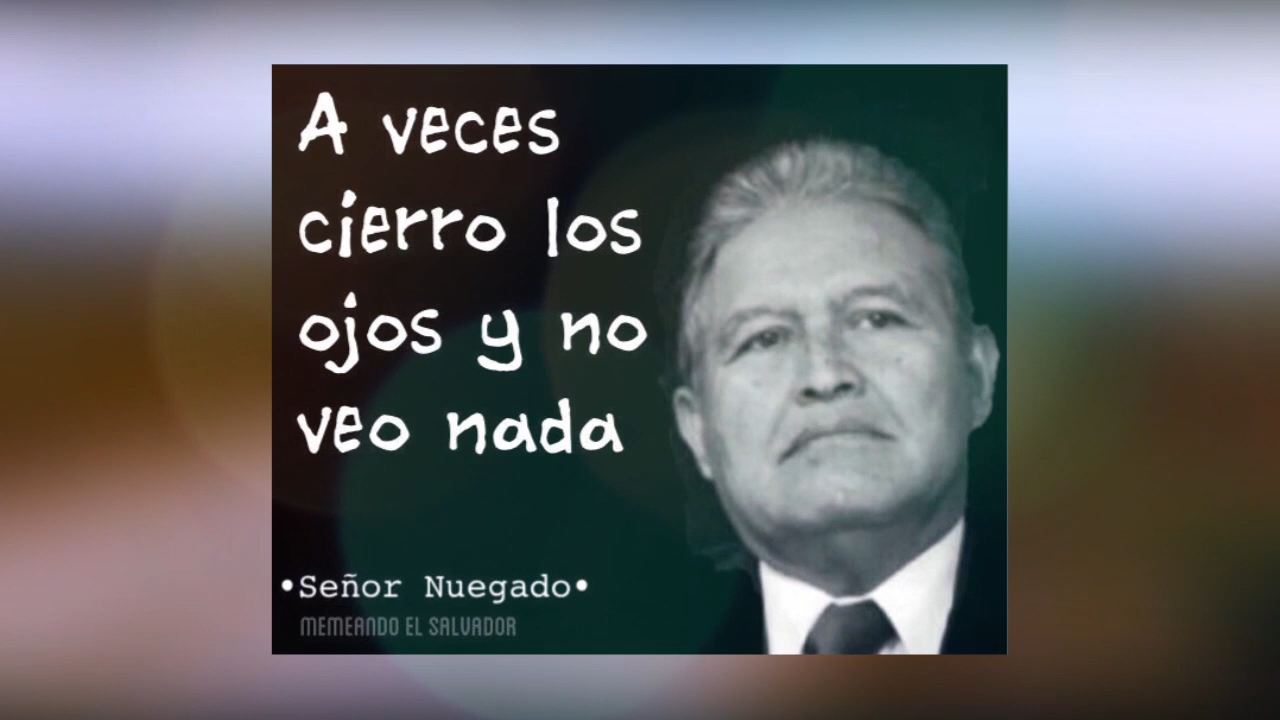 A veces
cierro los
ojos y no
veo nada
•Señor Nuegado•
MEMEANDO EL SALVADOR